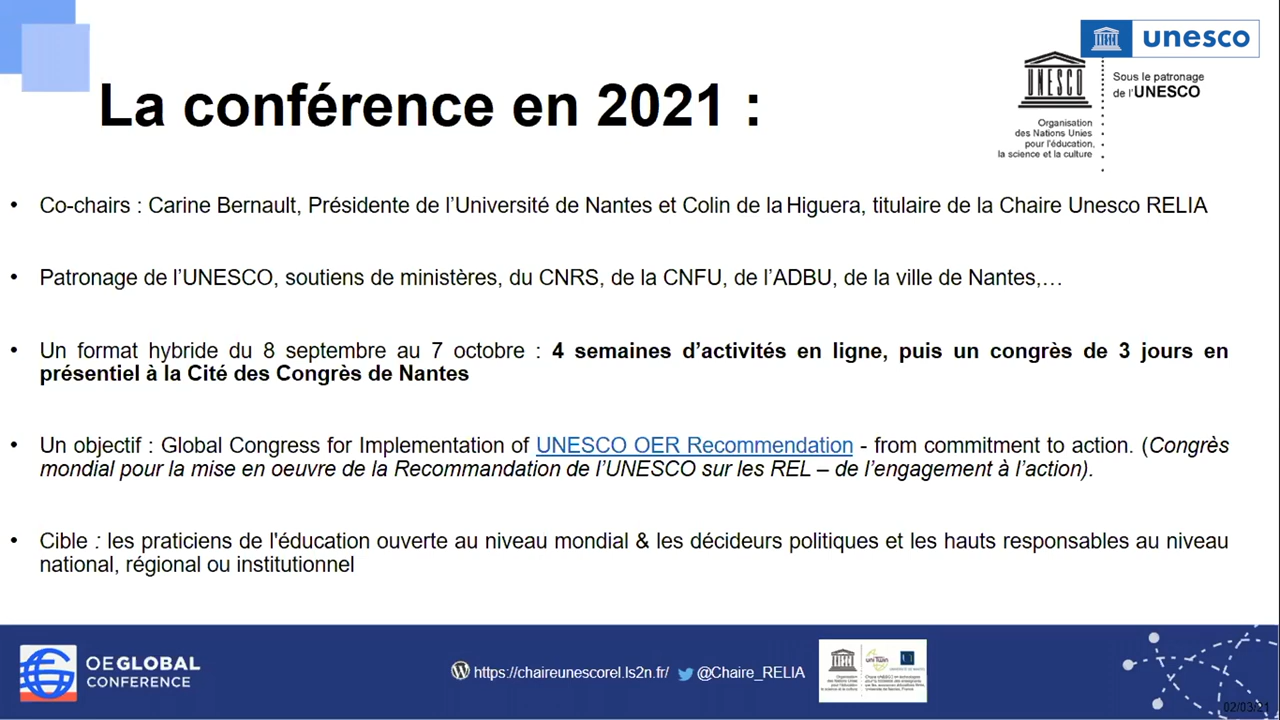 unesco
La conférence en 2021 :
UNESCO
Sous le patronage
de l'UNESCO
Organisation
des Nations Unies
pour l'éducation,
la science et la culture
• Co-chairs : Carine Bernault, Présidente de l'Université de Nantes et Colin de la Higuera, titulaire de la Chaire Unesco RELIA
• Patronage de l'UNESCO, soutiens de ministères, du CNRS, de la CNFU, de l'ADBU, de la ville de Nantes,…
• Un format hybride du 8 septembre au 7 octobre : 4 semaines d'activités en ligne, puis un congrès de 3 jours en
présentiel à la Cité des Congrès de Nantes
• Un objectif : Global Congress for Implementation of UNESCO OER Recommendation - from commitment to action. (Congrès
mondial pour la mise en oeuvre de la Recommandation de l'UNESCO sur les REL – de l'engagement à l'action).
• Cible : les praticiens de l'éducation ouverte au niveau mondial & les décideurs politiques et les hauts responsables au niveau
national, régional ou institutionnel
OEGLOBAL
CONFERENCE
https://chaireunescorel.ls2n.fr/ @Chaire_RELIA
02/03/21